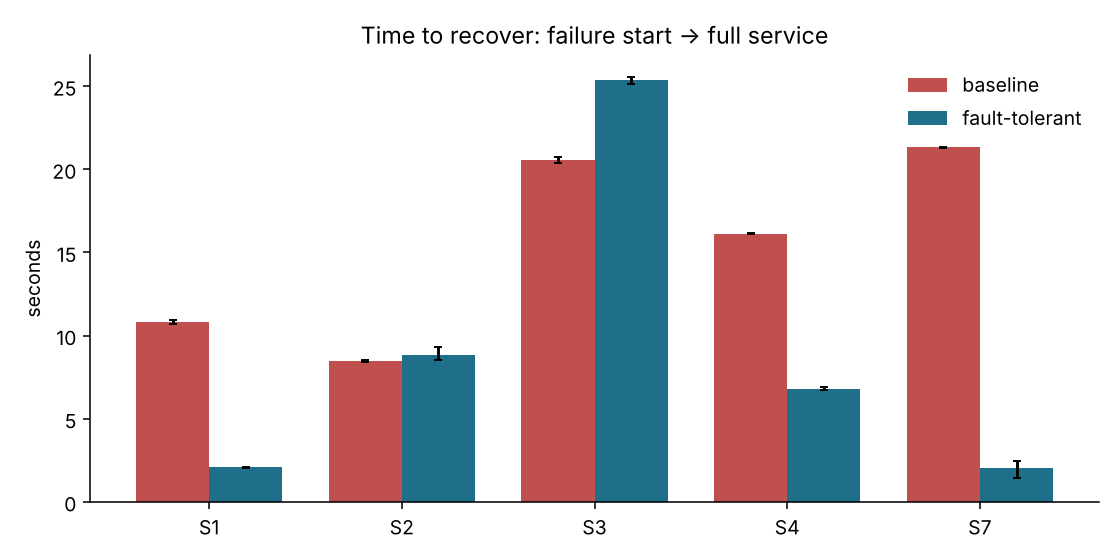 Time to recover: failure start → full service
baseline
fault-tolerant
seconds
25
20
15
10
5
0
S1
S2
S3
S4
S7